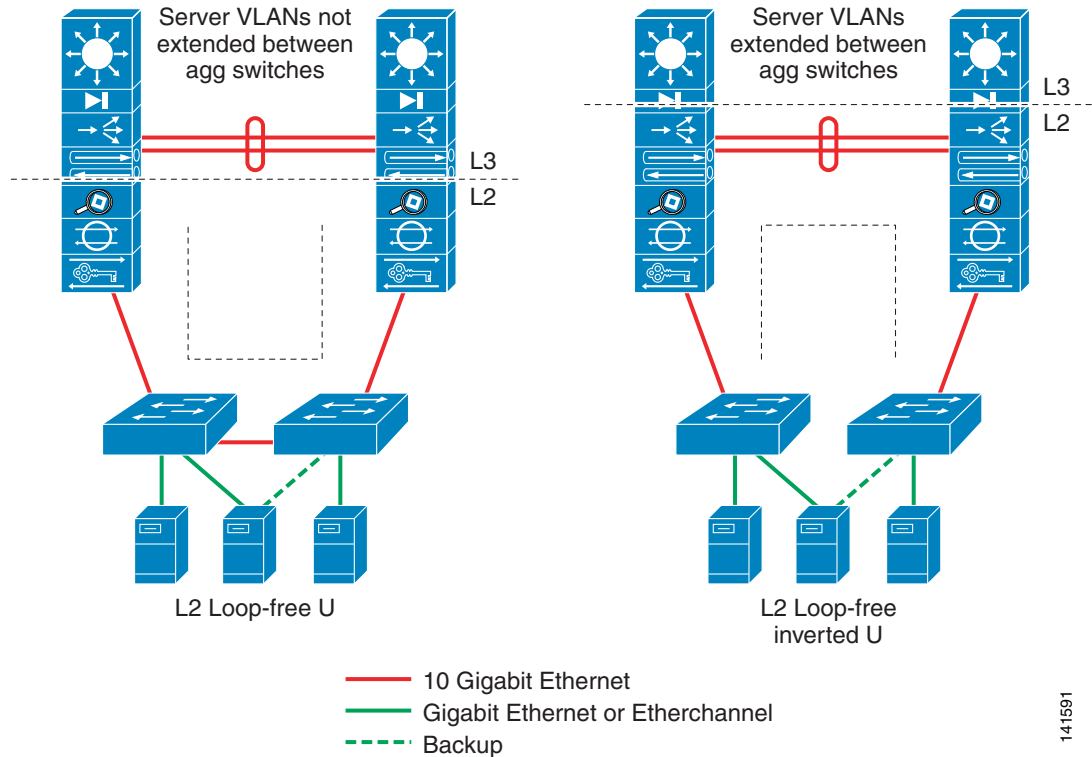 Server VLANs not
extended between
agg switches
L3
L2
L2 Loop-free U
Server VLANs
extended between
agg switches
L3
L2
L2 Loop-free
inverted U
10 Gigabit Ethernet
Gigabit Ethernet or Etherchannel
Backup
141591